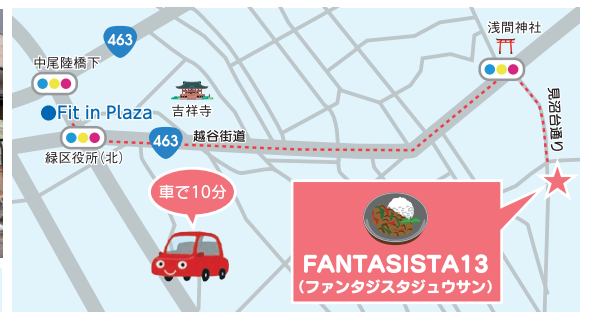 463
中尾陸橋下
Fit in Plaza
緑区役所(北)
吉祥寺
463
越谷街道
浅間神社
見沼台通り
車で10分
FANTASISTA13
(ファンタジスタジュウサン)